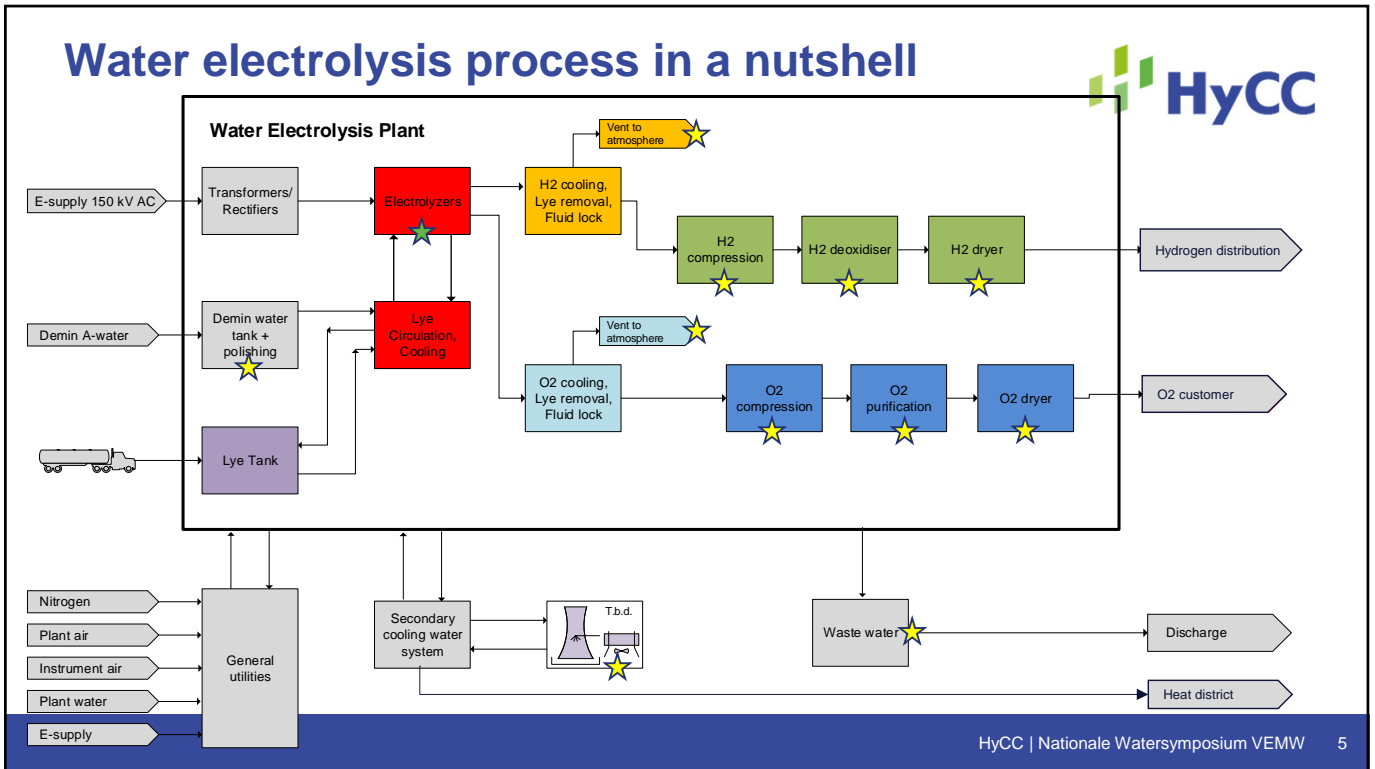 Water electrolysis process in a nutshell
HyCC
Water Electrolysis Plant
Vent to
atmosphere
E-supply 150 kV AC
Transformers/
Rectifiers
Electrolyzers
H2 cooling,
Lye removal,
Fluid lock
H2
compression
H2 deoxidiser
H2 dryer
Hydrogen distribution
Demin A-water
Demin water
tank +
polishing
Lye
Circulation,
Cooling
Vent to
atmosphere
O2 cooling,
Lye removal,
Fluid lock
O2
compression
O2
purification
O2 dryer
O2 customer
Lye Tank
Nitrogen
Plant air
Instrument air
Plant water
E-supply
General
utilities
Secondary
cooling water
system
T.b.d.
Waste water
Discharge
Heat district
HyCC | Nationale Watersymposium VEMW 5